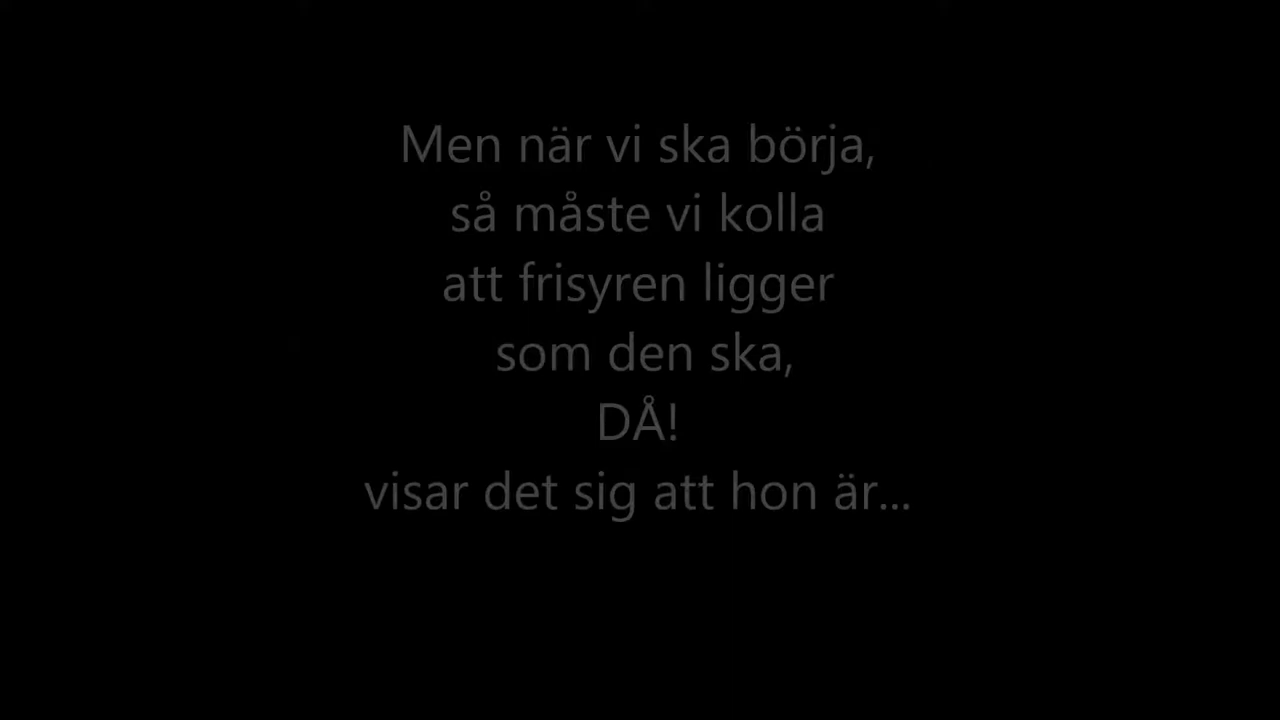 Men när vi ska börja,
så måste vi kolla
att frisyren ligger
som den ska,
DÅ!
visar det sig att hon är...